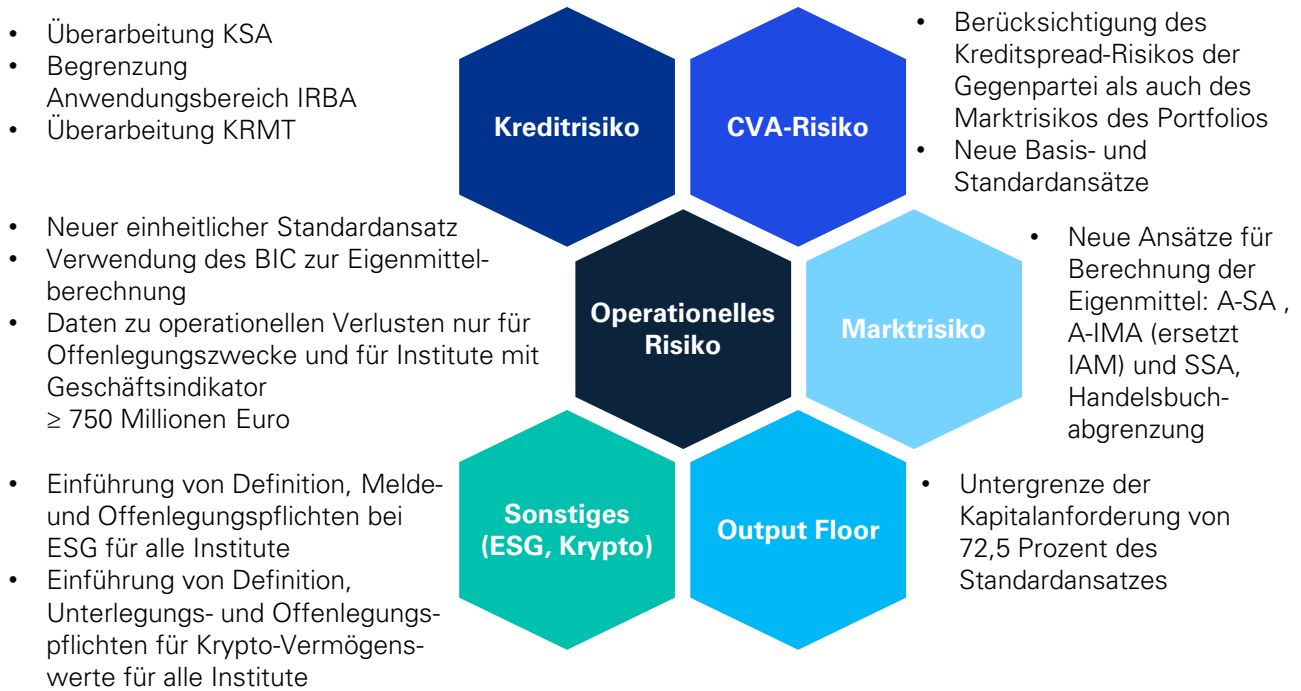 • Überarbeitung KSA
• Begrenzung
Anwendungsbereich IRBA
• Überarbeitung KRMT
Kreditrisiko
CVA-Risiko
• Berücksichtigung des
Kreditspread-Risikos der
Gegenpartei als auch des
Marktrisikos des Portfolios
• Neue Basis- und
Standardansätze
• Neuer einheitlicher Standardansatz
• Verwendung des BIC zur Eigenmittel-
berechnung
• Daten zu operationellen Verlusten nur für
Offenlegungszwecke und für Institute mit
Geschäftsindikator
≥ 750 Millionen Euro
Operationelles
Risiko
Marktrisiko
• Neue Ansätze für
Berechnung der
Eigenmittel: A-SA ,
A-IMA (ersetzt
IAM) und SSA,
Handelsbuch-
abgrenzung
• Einführung von Definition, Melde-
und Offenlegungspflichten bei
ESG für alle Institute
• Einführung von Definition,
Unterlegungs- und Offenlegungs-
pflichten für Krypto-Vermögens-
werte für alle Institute
Sonstiges
(ESG, Krypto)
Output Floor
• Untergrenze der
Kapitalanforderung von
72,5 Prozent des
Standardansatzes